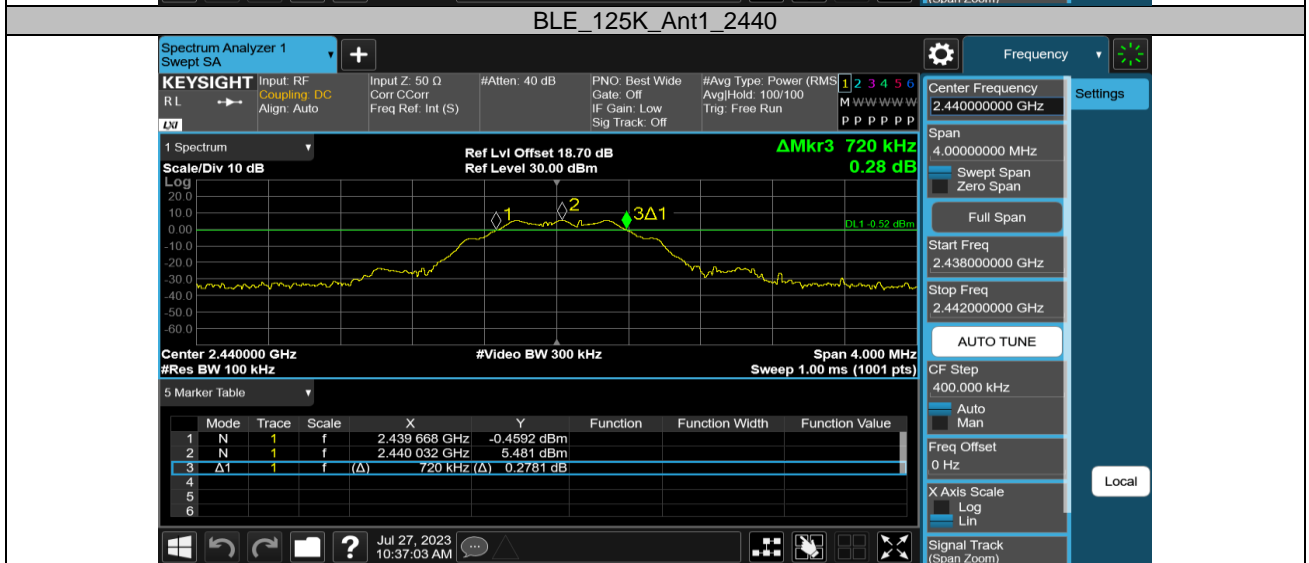 (Span Zoom)
BLE_125K_Ant1_2440
Spectrum Analyzer 1
Swept SA
Frequency
KEYSIGHT
R L
LXI
Input: RF
Coupling: DC
Align: Auto
Input Z: 50 Ω
Corr CCorr
Freq Ref: Int (S)
#Atten: 40 dB
PNO: Best Wide
Gate: Off
IF Gain: Low
Sig Track: Off
#Avg Type: Power (RMS
Avg|Hold: 100/100
Trig: Free Run
1 2 3 4 5 6
M W W W W W
P P P P P P
1 Spectrum
Scale/Div 10 dB
Ref Lvl Offset 18.70 dB
Ref Level 30.00 dBm
ΔMkr3 720 kHz
0.28 dB
Log
20.0
10.0
0.00
-10.0
-20.0
-30.0
-40.0
-50.0
-60.0
1
2
3Δ1
DL1 -0.52 dBm
Center 2.440000 GHz
#Video BW 300 kHz
Span 4.000 MHz
#Res BW 100 kHz
Sweep 1.00 ms (1001 pts)
5 Marker Table
Mode Trace Scale X Y Function Function Width Function Value
1 N 1 f 2.439 668 GHz -0.4592 dBm
2 N 1 f 2.440 032 GHz 5.481 dBm
3 Δ1 1 f (Δ) 720 kHz (Δ) 0.2781 dB
4
5
6
Jul 27, 2023
10:37:03 AM
Center Frequency
2.440000000 GHz
Settings
Span
4.00000000 MHz
Swept Span
Zero Span
Full Span
Start Freq
2.438000000 GHz
Stop Freq
2.442000000 GHz
AUTO TUNE
CF Step
400.000 kHz
Auto
Man
Freq Offset
0 Hz
X Axis Scale
Log
Lin
Local
Signal Track
(Span Zoom)